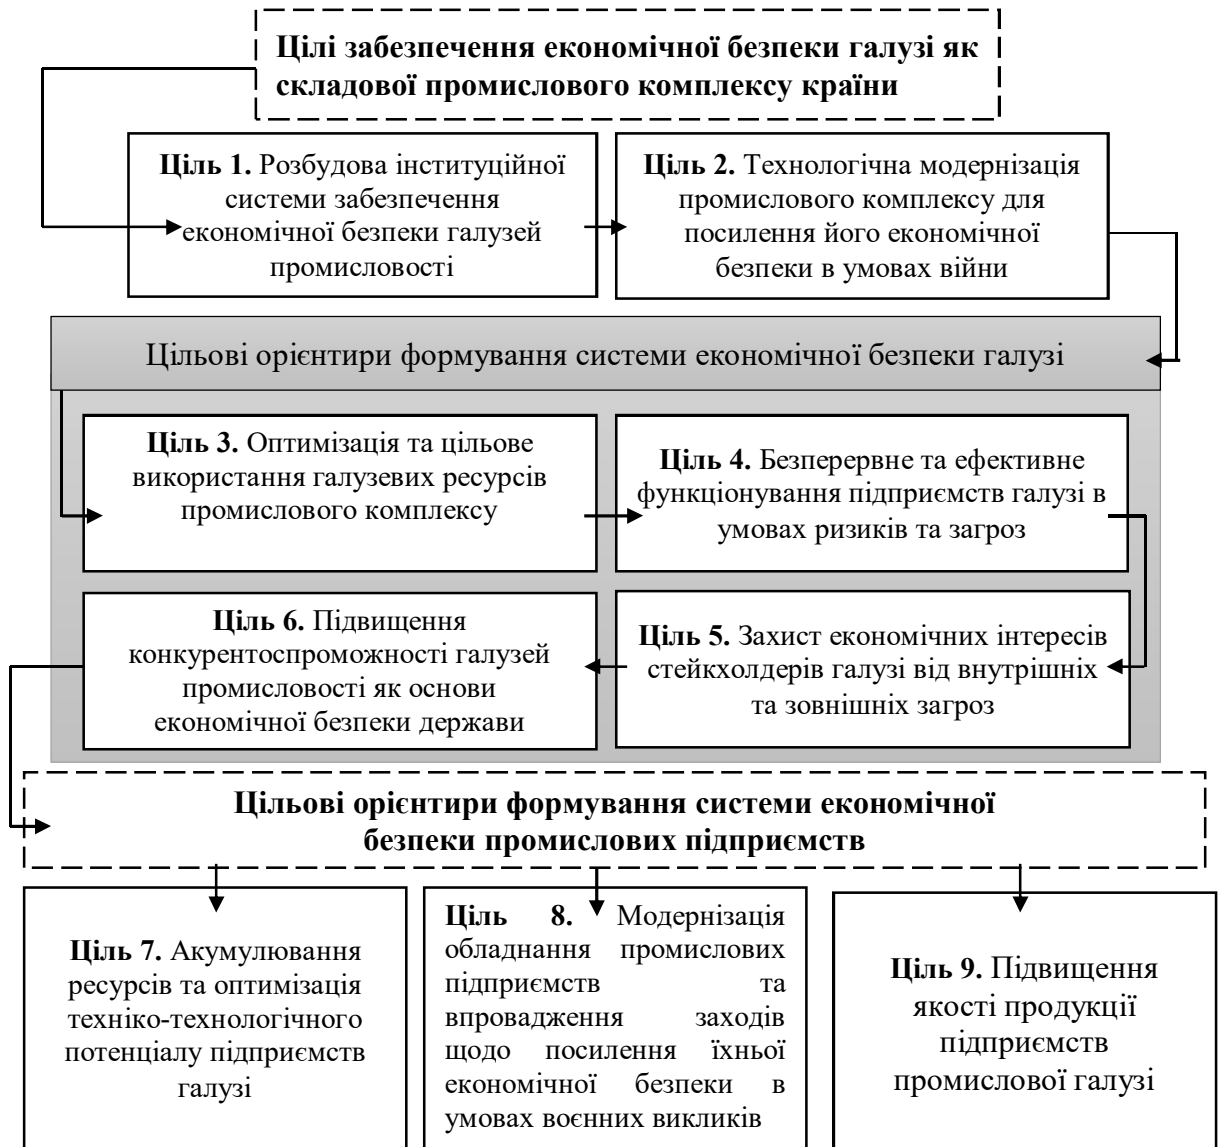 Цілі забезпечення економічної безпеки галузі як
складової промислового комплексу країни
Ціль 1. Розбудова інституційної
системи забезпечення
економічної безпеки галузей
промисловості
Ціль 2. Технологічна модернізація
промислового комплексу для
посилення його економічної
безпеки в умовах війни
Цільові орієнтири формування системи економічної безпеки галузі
Ціль 3. Оптимізація та цільове
використання галузевих ресурсів
промислового комплексу
Ціль 4. Безперервне та ефективне
функціонування підприємств галузі в
умовах ризиків та загроз
Ціль 6. Підвищення
конкурентоспроможності галузей
промисловості як основи
економічної безпеки держави
Ціль 5. Захист економічних інтересів
стейкхолдерів галузі від внутрішніх
та зовнішніх загроз
Цільові орієнтири формування системи економічної
безпеки промислових підприємств
Ціль 7. Акумулювання
ресурсів та оптимізація
техніко-технологічного
потенціалу підприємств
галузі
Ціль 8. Модернізація
обладнання промислових
підприємств та
впровадження заходів
щодо посилення їхньої
економічної безпеки в
умовах воєнних викликів
Ціль 9. Підвищення
якості продукції
підприємств
промислової галузі